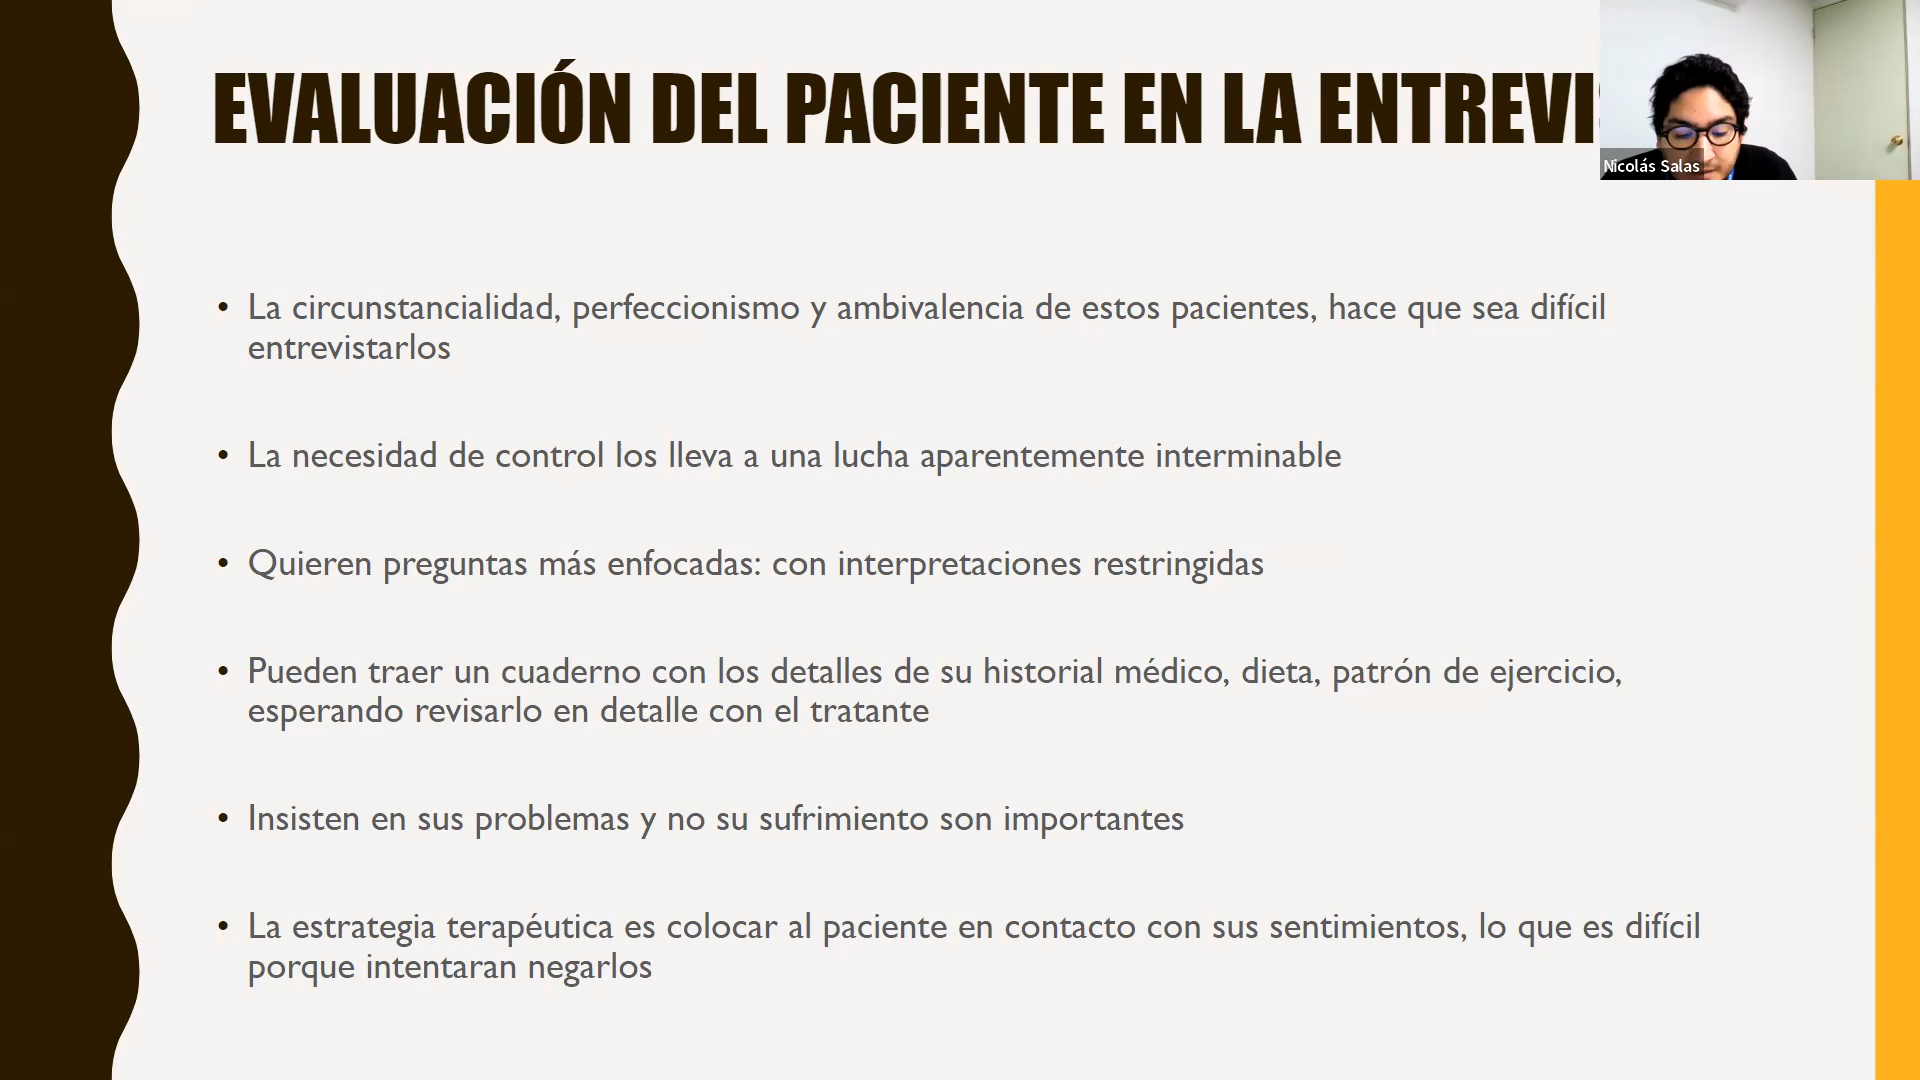 EVALUACIÓN DEL PACIENTE EN LA ENTREVI
Nicolás Salas
• La circunstancialidad, perfeccionismo y ambivalencia de estos pacientes, hace que sea difícil
entrevistarlos
• La necesidad de control los lleva a una lucha aparentemente interminable
• Quieren preguntas más enfocadas: con interpretaciones restringidas
• Pueden traer un cuaderno con los detalles de su historial médico, dieta, patrón de ejercicio,
esperando revisarlo en detalle con el tratante
• Insisten en sus problemas y no su sufrimiento son importantes
• La estrategia terapéutica es colocar al paciente en contacto con sus sentimientos, lo que es difícil
porque intentaran negarlos